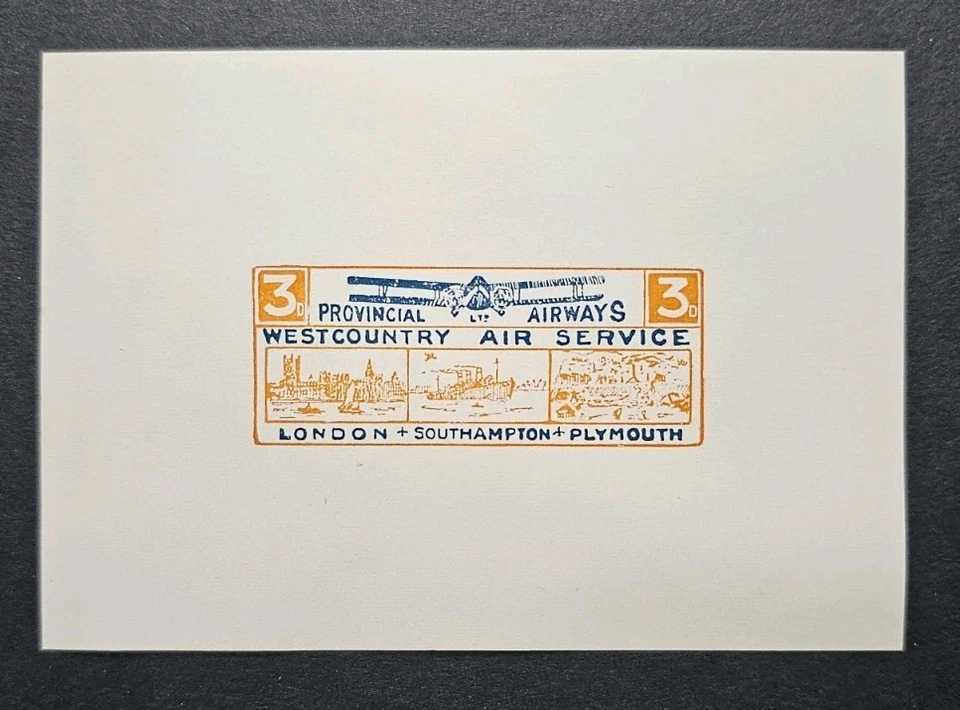 3D 3D
PROVINCIAL LTD AIRWAYS
WESTCOUNTRY AIR SERVICE
LONDON + SOUTHAMPTON + PLYMOUTH